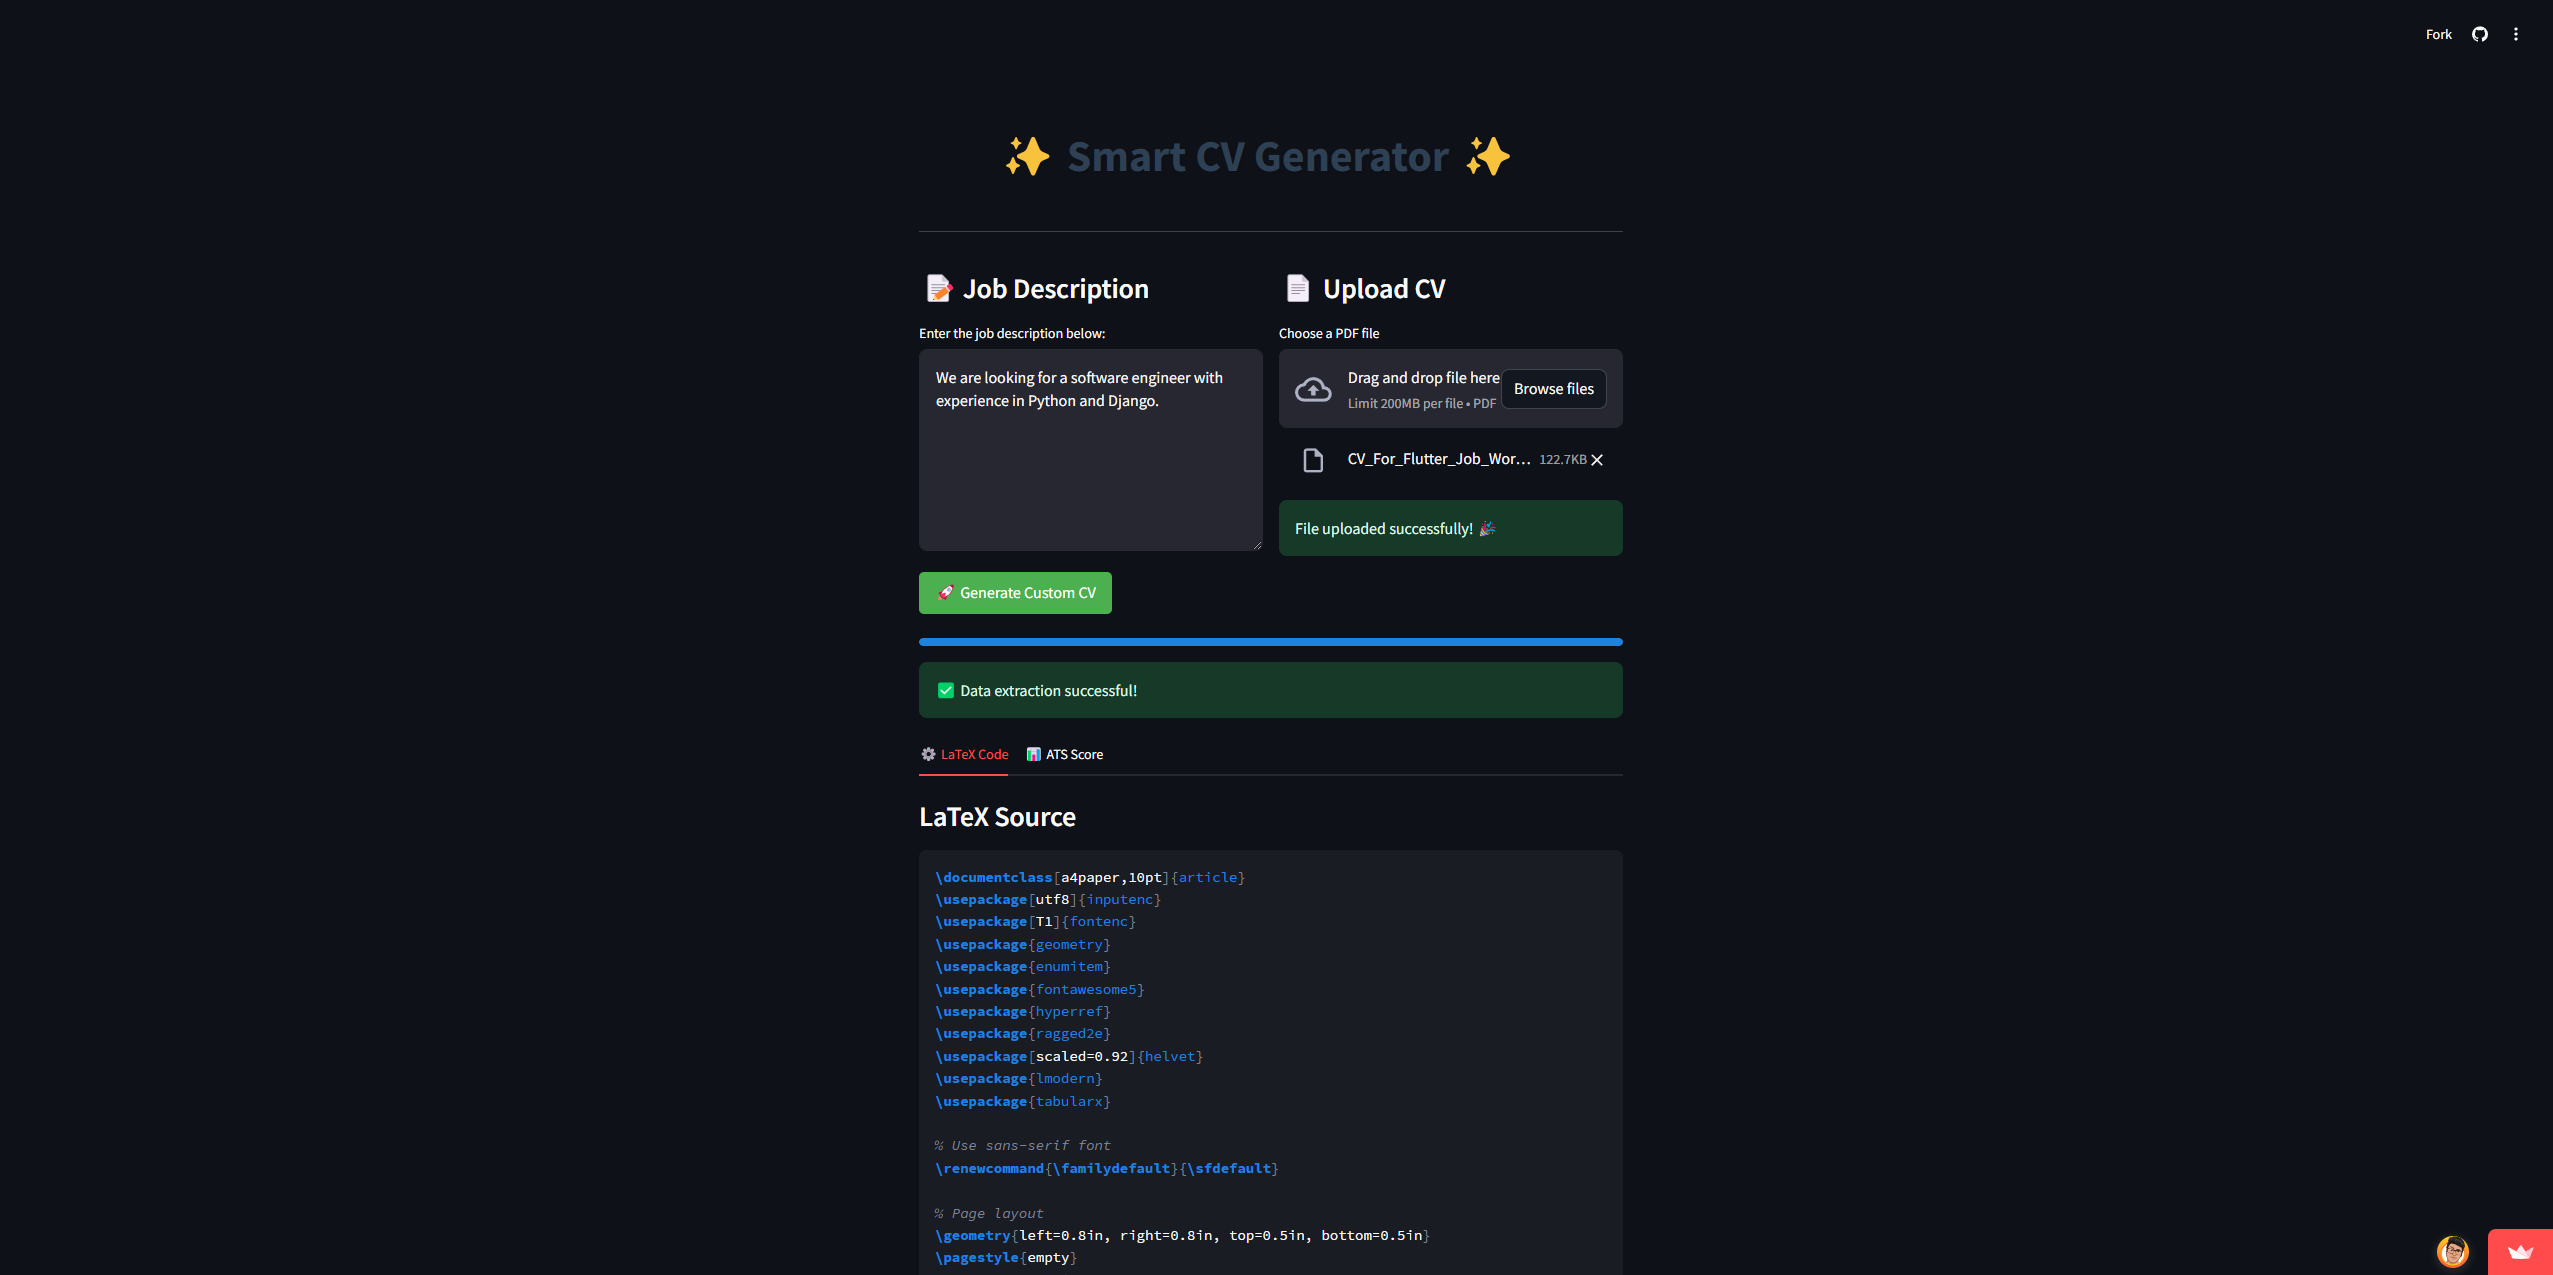 Fork
✨ Smart CV Generator ✨
📝 Job Description
Enter the job description below:
We are looking for a software engineer with
experience in Python and Django.
📄 Upload CV
Choose a PDF file
Drag and drop file here
Limit 200MB per file • PDF
Browse files
CV_For_Flutter_Job_Wor... 122.7KB
File uploaded successfully! 🎉
🚀 Generate Custom CV
✅ Data extraction successful!
⚙️ LaTeX Code 📊 ATS Score
LaTeX Source
\documentclass[a4paper,10pt]{article}
\usepackage[utf8]{inputenc}
\usepackage[T1]{fontenc}
\usepackage{geometry}
\usepackage{enumitem}
\usepackage{fontawesome5}
\usepackage{hyperref}
\usepackage{ragged2e}
\usepackage[scaled=0.92]{helvet}
\usepackage{lmodern}
\usepackage{tabularx}
% Use sans-serif font
\renewcommand{\familydefault}{\sfdefault}
% Page layout
\geometry{left=0.8in, right=0.8in, top=0.5in, bottom=0.5in}
\pagestyle{empty}